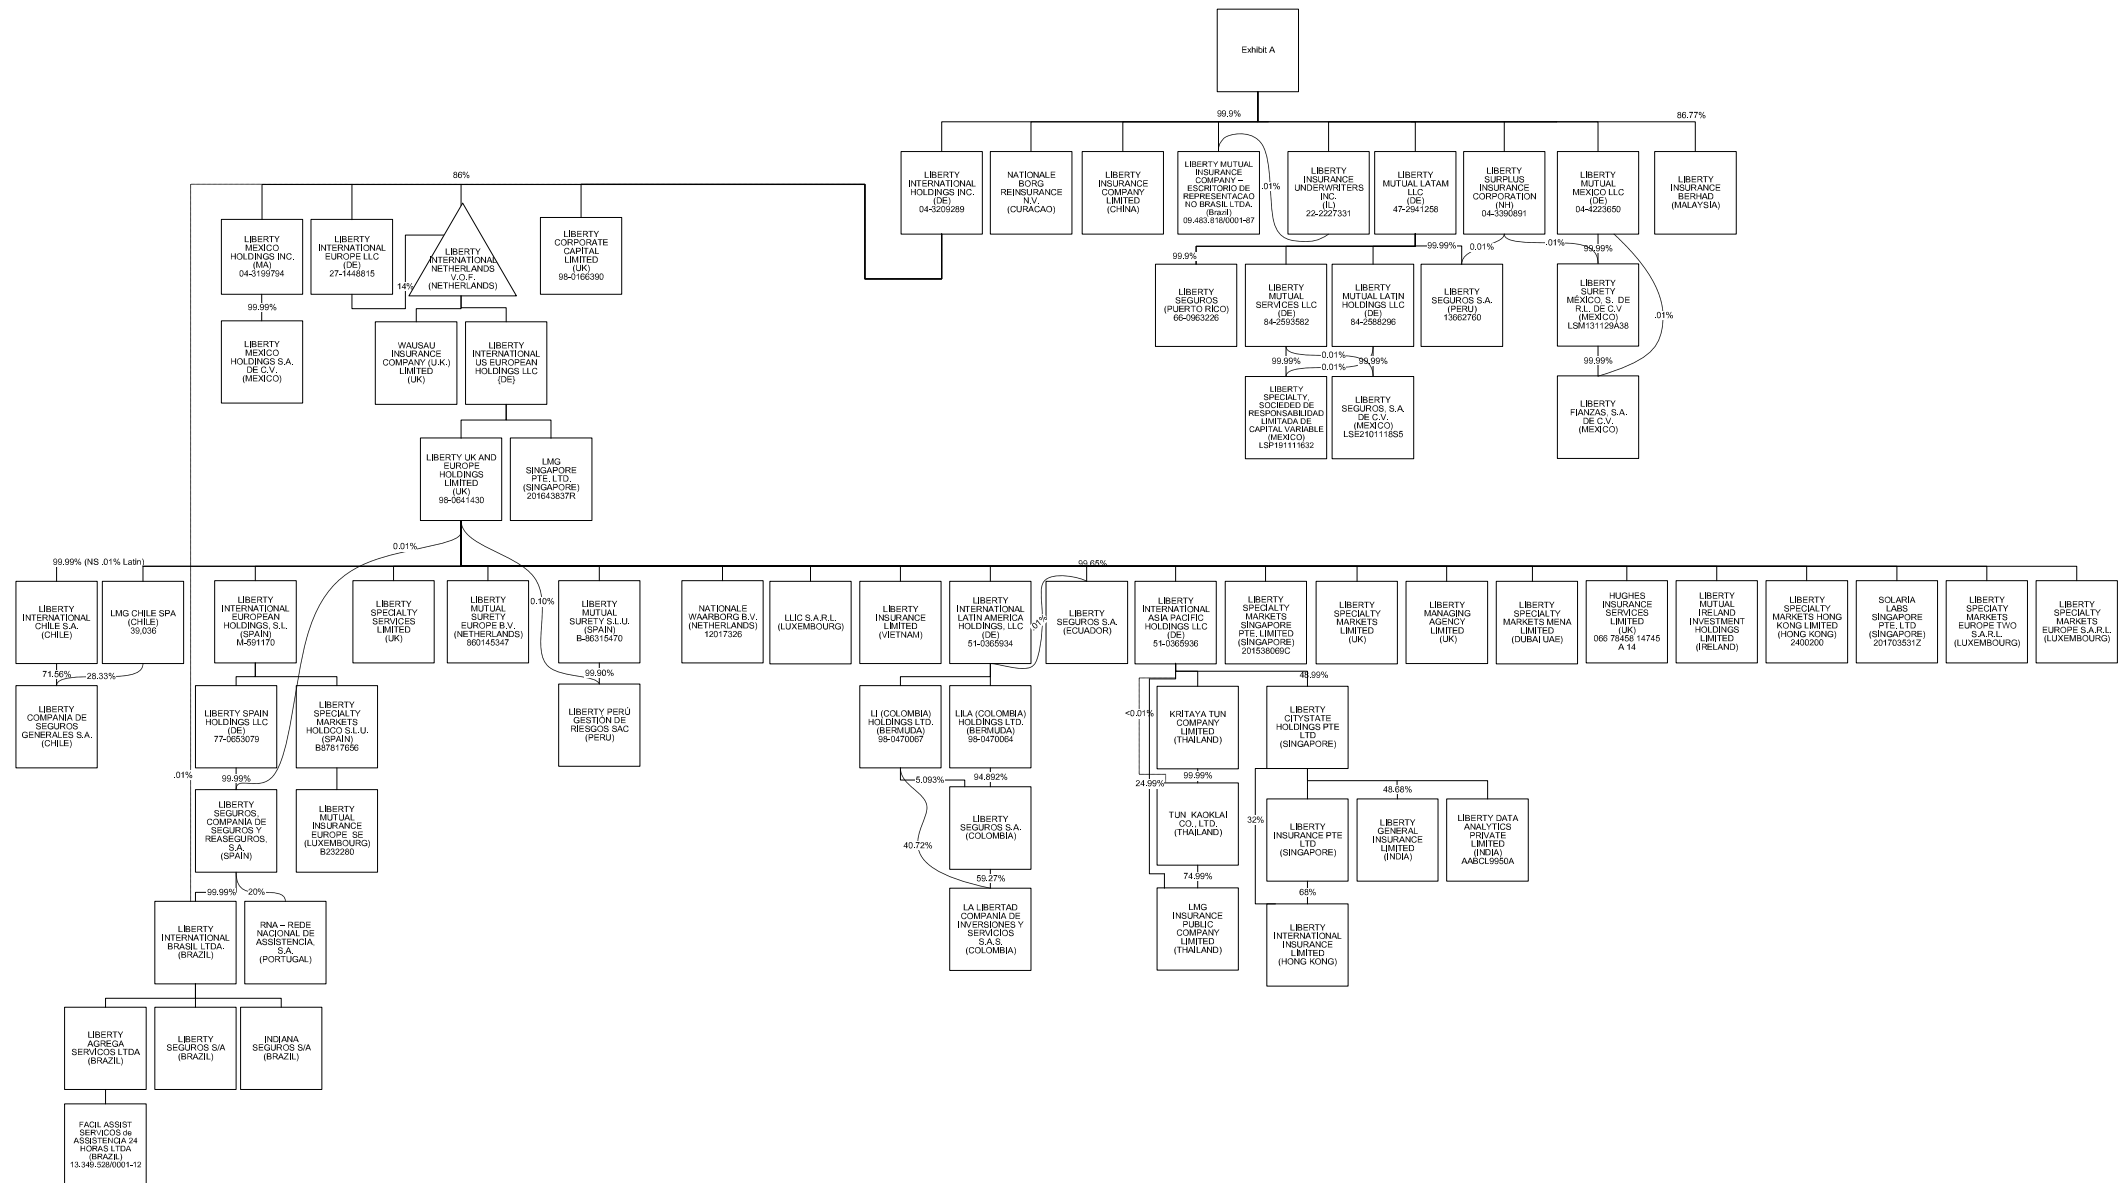 Exhibit A
99.9%
86.77%
LIBERTY
INTERNATIONAL
HOLDINGS INC.
(DE)
04-3209289
NATIONALE
BORG
REINSURANCE
N.V.
(CURACAO)
LIBERTY
INSURANCE
COMPANY
LIMITED
(CHINA)
LIBERTY MUTUAL
INSURANCE
COMPANY –
ESCRITORIO DE
REPRESENTACAO
NO BRASIL LTDA.
(Brazil)
09.483.818/0001-87
.01%
LIBERTY
INSURANCE
UNDERWRITERS
INC.
(IL)
22-2227331
LIBERTY
MUTUAL LATAM
LLC
(DE)
47-2941258
LIBERTY
SURPLUS
INSURANCE
CORPORATION
(NH)
04-3390891
LIBERTY
MUTUAL
MEXICO LLC
(DE)
04-4223650
LIBERTY
INSURANCE
BERHAD
(MALAYSIA)
86%
LIBERTY
MEXICO
HOLDINGS INC.
(MA)
04-3199794
LIBERTY
INTERNATIONAL
EUROPE LLC
(DE)
27-1448815
14%
LIBERTY
INTERNATIONAL
NETHERLANDS
V.O.F.
(NETHERLANDS)
LIBERTY
CORPORATE
CAPITAL
LIMITED
(UK)
98-0166390
99.9%
99.99%
0.01%
.01%
99.99%
LIBERTY
SEGUROS
(PUERTO RICO)
66-0963226
LIBERTY
MUTUAL
SERVICES LLC
(DE)
84-2593582
LIBERTY
MUTUAL LATIN
HOLDINGS LLC
(DE)
84-2588296
LIBERTY
SEGUROS S.A.
(PERU)
13662760
LIBERTY
SURETY
MÉXICO, S. DE
R.L. DE C.V
(MEXICO)
LSM131129A38
.01%
99.99%
LIBERTY
MEXICO
HOLDINGS S.A.
DE C.V.
(MEXICO)
WAUSAU
INSURANCE
COMPANY (U.K.)
LIMITED
(UK)
LIBERTY
INTERNATIONAL
US EUROPEAN
HOLDINGS LLC
(DE)
99.99%
0.01%
0.01%
99.99%
99.99%
LIBERTY
SPECIALTY,
SOCIEDED DE
RESPONSABILIDAD
LIMITADA DE
CAPITAL VARIABLE
(MEXICO)
LSP191111632
LIBERTY
SEGUROS, S.A.
DE C.V.
(MEXICO)
LSE2101118S5
LIBERTY
FIANZAS, S.A.
DE C.V.
(MEXICO)
LIBERTY UK AND
EUROPE
HOLDINGS
LIMITED
(UK)
98-0641430
LMG
SINGAPORE
PTE. LTD.
(SINGAPORE)
201643837R
99.99% (NS .01% Latin)
0.01%
0.10%
99.65%
.01%
LIBERTY
INTERNATIONAL
CHILE S.A.
(CHILE)
LMG CHILE SPA
(CHILE)
39,036
LIBERTY
INTERNATIONAL
EUROPEAN
HOLDINGS, S.L.
(SPAIN)
M-591170
LIBERTY
SPECIALTY
SERVICES
LIMITED
LIBERTY
MUTUAL
SURETY
EUROPE B.V.
(NETHERLANDS)
860145347
LIBERTY
MUTUAL
SURETY S.L.U.
(SPAIN)
B-86315470
NATIONALE
WAARBORG B.V.
(NETHERLANDS)
12017326
LLIC S.A.R.L.
(LUXEMBOURG)
LIBERTY
INSURANCE
LIMITED
(VIETNAM)
LIBERTY
INTERNATIONAL
LATIN AMERICA
HOLDINGS, LLC
(DE)
51-0365934
LIBERTY
SEGUROS S.A.
(ECUADOR)
LIBERTY
INTERNATIONAL
ASIA PACIFIC
HOLDINGS LLC
(DE)
51-0365936
LIBERTY
SPECIALTY
MARKETS
SINGAPORE
PTE. LIMITED
(SINGAPORE)
201538069C
LIBERTY
SPECIALTY
MARKETS
LIMITED
(UK)
LIBERTY
MANAGING
AGENCY
LIMITED
(UK)
LIBERTY
SPECIALTY
MARKETS MENA
LIMITED
(DUBAI UAE)
HUGHES
INSURANCE
SERVICES
LIMITED
(UK)
066 78458 14745
A 14
LIBERTY
MUTUAL
IRELAND
INVESTMENT
HOLDINGS
LIMITED
(IRELAND)
LIBERTY
SPECIALTY
MARKETS HONG
KONG LIMITED
(HONG KONG)
2400200
SOLARIA
LABS
SINGAPORE
PTE. LTD
(SINGAPORE)
201703531Z
LIBERTY
SPECIATY
MARKETS
EUROPE TWO
S.A.R.L.
(LUXEMBOURG)
LIBERTY
SPECIALTY
MARKETS
EUROPE S.A.R.L.
(LUXEMBOURG)
71.56%
28.33%
99.90%
48.99%
LIBERTY
COMPANIA DE
SEGUROS
GENERALES S.A.
(CHILE)
LIBERTY SPAIN
HOLDINGS LLC
(DE)
77-0653079
LIBERTY
SPECIALTY
MARKETS
HOLDCO S.L.U.
(SPAIN)
B87817656
LIBERTY PERÚ
GESTIÓN DE
RIESGOS SAC
(PERU)
LI (COLOMBIA)
HOLDINGS LTD.
(BERMUDA)
98-0470067
LILA (COLOMBIA)
HOLDINGS LTD.
(BERMUDA)
98-0470064
<0.01%
24.99%
KRITAYA TUN
COMPANY
LIMITED
(THAILAND)
LIBERTY
CITYSTATE
HOLDINGS PTE
LTD
(SINGAPORE)
.01%
99.99%
5.093%
94.892%
99.99%
48.68%
32%
LIBERTY
SEGUROS,
COMPANIA DE
SEGUROS Y
REASEGUROS,
S.A.
(SPAIN)
LIBERTY
MUTUAL
INSURANCE
EUROPE SE
(LUXEMBOURG)
B232280
40.72%
LIBERTY
SEGUROS S.A.
(COLOMBIA)
TUN KAOKLAI
CO., LTD.
(THAILAND)
LIBERTY
INSURANCE PTE
LTD
(SINGAPORE)
LIBERTY
GENERAL
INSURANCE
LIMITED
(INDIA)
LIBERTY DATA
ANALYTICS
PRIVATE
LIMITED
(INDIA)
AABCL9950A
99.99%
20%
59.27%
74.99%
68%
LIBERTY
INTERNATIONAL
BRASIL LTDA.
(BRAZIL)
RNA – REDE
NACIONAL DE
ASSISTENCIA,
S.A.
(PORTUGAL)
LA LIBERTAD
COMPANIA DE
INVERSIONES Y
SERVICIOS
S.A.S.
(COLOMBIA)
LMG
INSURANCE
PUBLIC
COMPANY
LIMITED
(THAILAND)
LIBERTY
INTERNATIONAL
INSURANCE
LIMITED
(HONG KONG)
LIBERTY
AGREGA
SERVICOS LTDA
(BRAZIL)
LIBERTY
SEGUROS S/A
(BRAZIL)
INDIANA
SEGUROS S/A
(BRAZIL)
FACIL ASSIST
SERVICOS de
ASSISTENCIA 24
HORAS LTDA
(BRAZIL)
13.349.528/0001-12